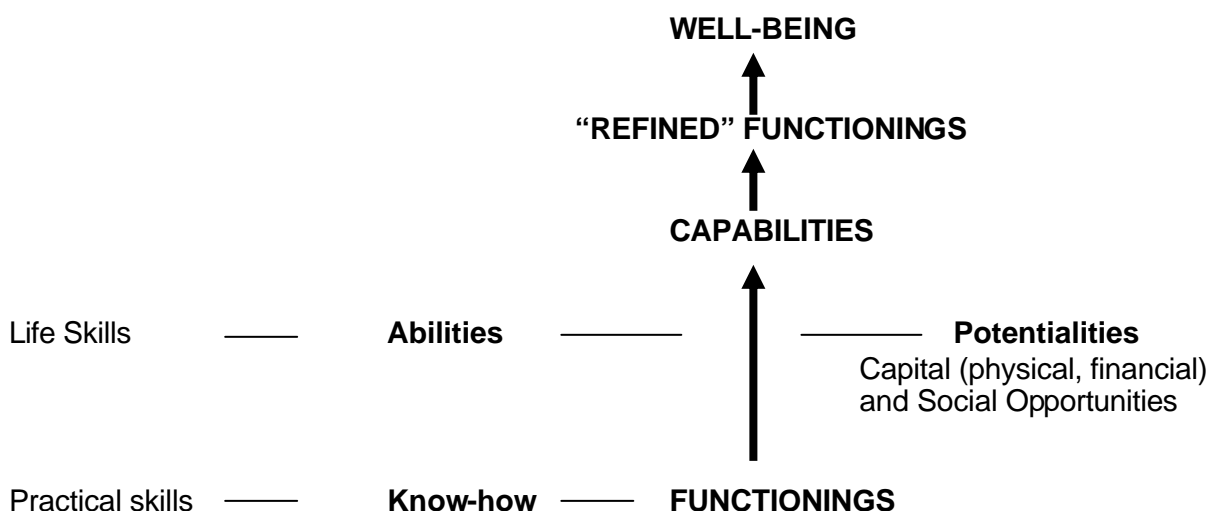 WELL-BEING
“REFINED” FUNCTIONINGS
CAPABILITIES
Life Skills Abilities Potentialities
Capital (physical, financial)
and Social Opportunities
Practical skills Know-how FUNCTIONINGS